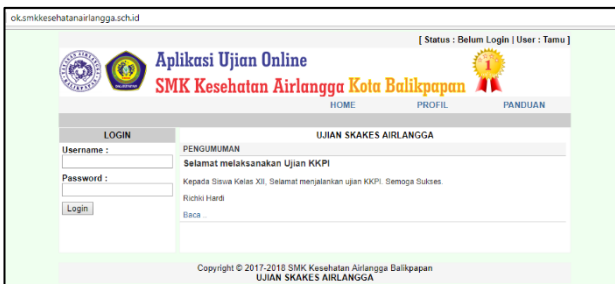 ok.smkkesehatanairlangga.sch.id
[ Status : Belum Login | User : Tamu ]
Aplikasi Ujian Online
SMK Kesehatan Airlangga Kota Balikpapan
1
HOME PROFIL PANDUAN
LOGIN
Username :
Password :
Login
UJIAN SKAKES AIRLANGGA
PENGUMUMAN
Selamat melaksanakan Ujian KKPI
Kepada Siswa Kelas XII, Selamat menjalankan ujian KKPI. Semoga Sukses.
Richki Hardi
Baca ..
Copyright © 2017-2018 SMK Kesehatan Airlangga Balikpapan
UJIAN SKAKES AIRLANGGA